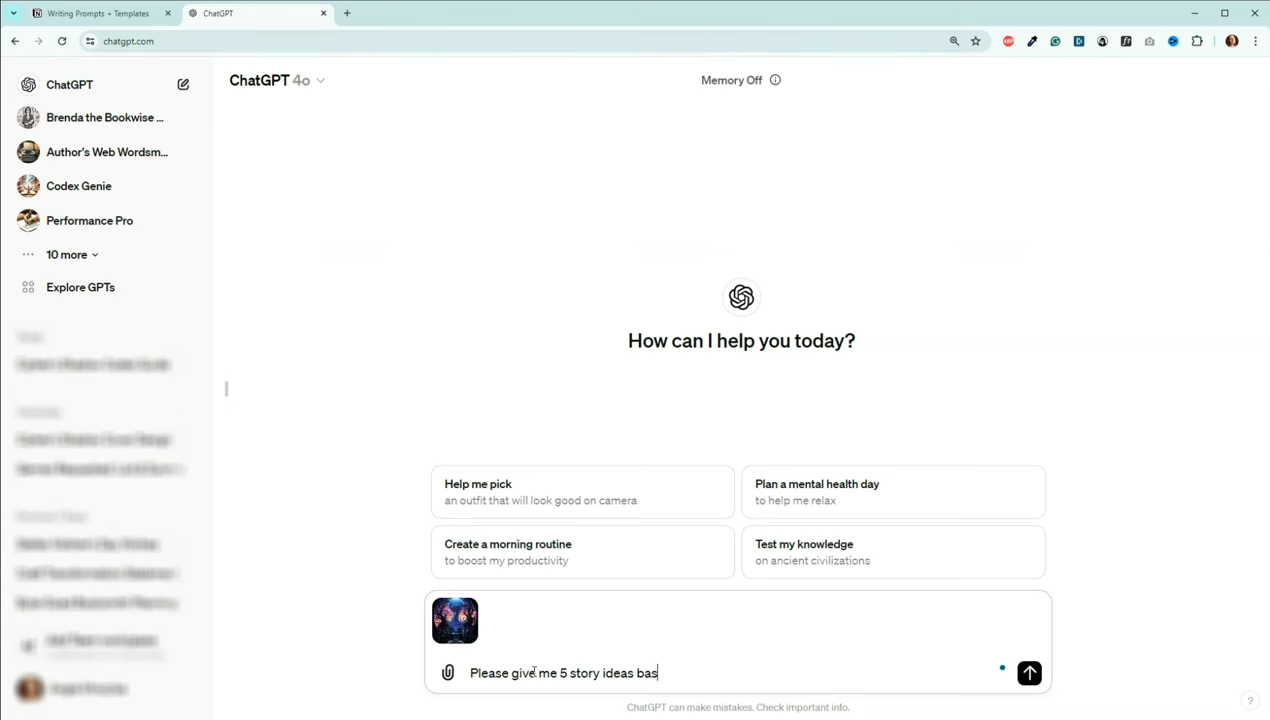 Writing Prompts + Templates
ChatGPT
chatgpt.com
ChatGPT
Brenda the Bookwise ...
Author's Web Wordsm...
Codex Genie
Performance Pro
10 more
Explore GPTs
ChatGPT 4o
Memory Off
How can I help you today?
Help me pick
an outfit that will look good on camera
Plan a mental health day
to help me relax
Create a morning routine
to boost my productivity
Test my knowledge
on ancient civilizations
Please give me 5 story ideas bas
ChatGPT can make mistakes. Check important info.
?